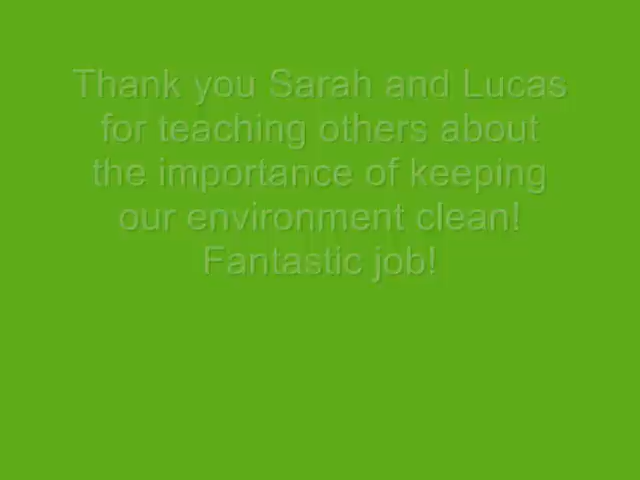 Thank you Sarah and Lucas
for teaching others about
the importance of keeping
our environment clean!
Fantastic job!